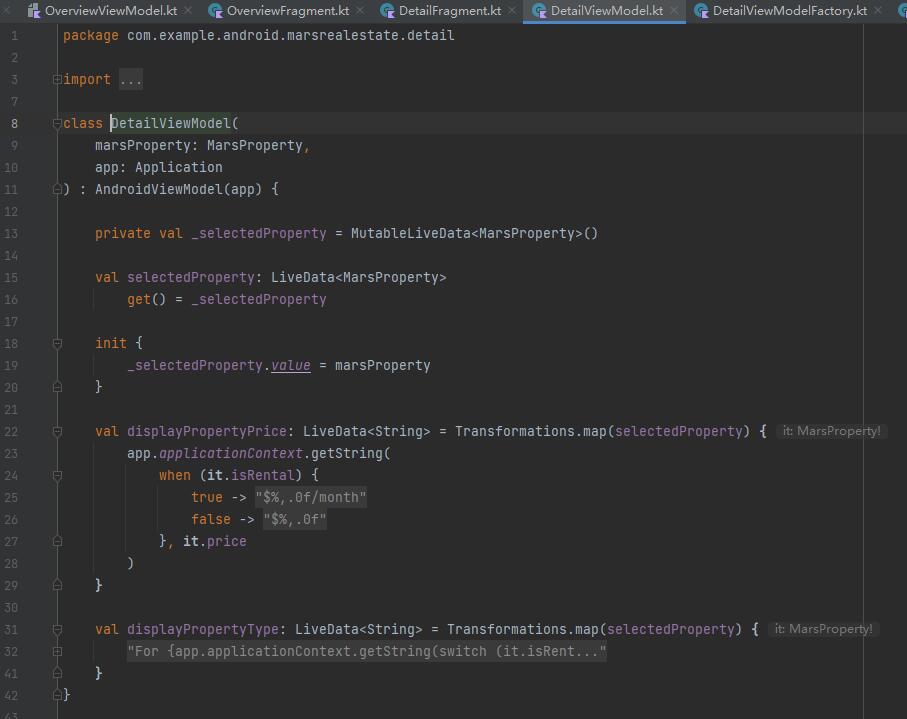 OverviewViewModel.kt × OverviewFragment.kt × DetailFragment.kt × DetailViewModel.kt × DetailViewModelFactory.kt ×
1 package com.example.android.marsrealestate.detail
2
3 import ...
7
8 class DetailViewModel(
9 marsProperty: MarsProperty,
10 app: Application
11 ) : AndroidViewModel(app) {
12
13 private val _selectedProperty = MutableLiveData<MarsProperty>()
14
15 val selectedProperty: LiveData<MarsProperty>
16 get() = _selectedProperty
17
18 init {
19 _selectedProperty.value = marsProperty
20 }
21
22 val displayPropertyPrice: LiveData<String> = Transformations.map(selectedProperty) { it: MarsProperty!
23 app.applicationContext.getString(
24 when (it.isRental) {
25 true -> "$%,.0f/month"
26 false -> "$%,.0f"
27 }, it.price
28 )
29 }
30
31 val displayPropertyType: LiveData<String> = Transformations.map(selectedProperty) { it: MarsProperty!
32 "For {app.applicationContext.getString(switch (it.isRent..."
41 }
42 }
43